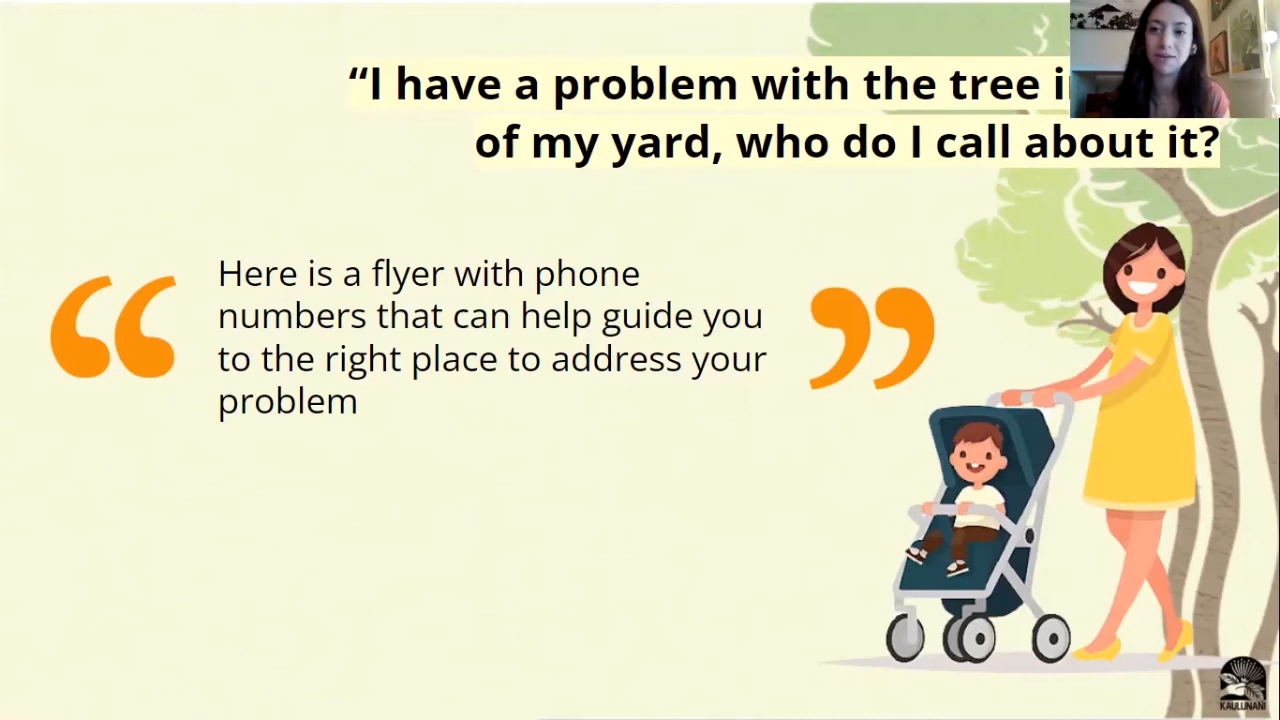 “I have a problem with the tree
of my yard, who do I call about it?
Here is a flyer with phone
numbers that can help guide you
to the right place to address your
problem
KAULUNANI